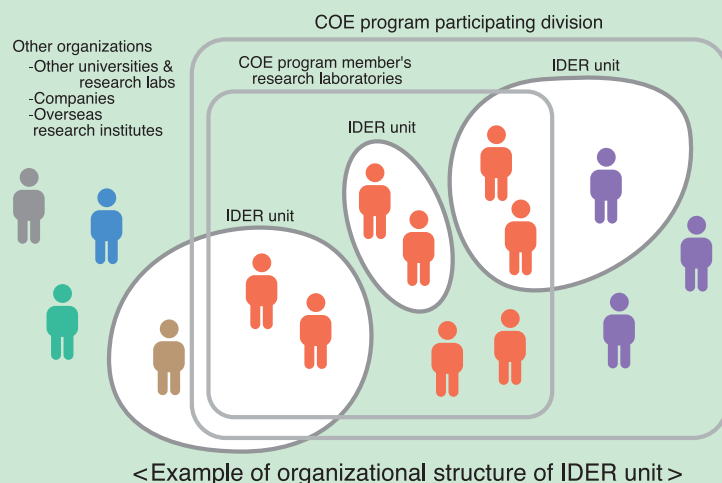 COE program participating division
Other organizations
-Other universities &
research labs
-Companies
-Overseas
research institutes
COE program member's
research laboratories
IDER unit
IDER unit
IDER unit
<Example of organizational structure of IDER unit>